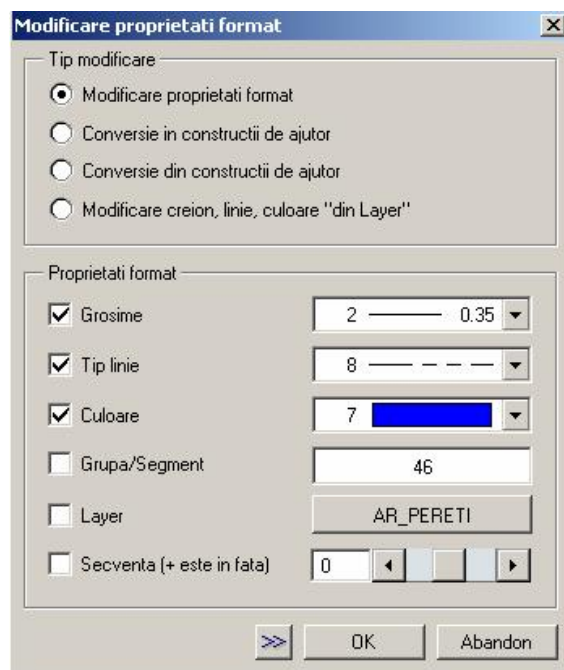 Modificare proprietati format
Tip modificare
Modificare proprietati format
Conversie in constructii de ajutor
Conversie din constructii de ajutor
Modificare creion, linie, culoare "din Layer"
Proprietati format
Grosime 2 0.35
Tip linie 8
Culoare 7
Grupa/Segment 46
Layer AR_PERETI
Secventa (+ este in fata) 0
>> OK Abandon